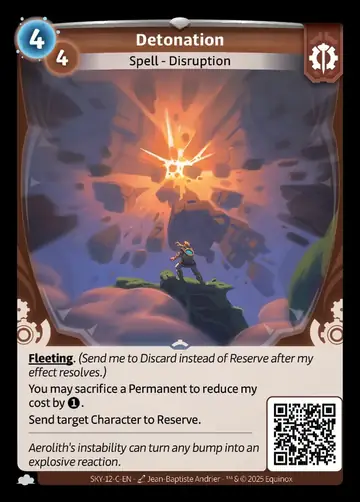 4
4
Detonation
Spell - Disruption
Fleeting. (Send me to Discard instead of Reserve after my
effect resolves.)
You may sacrifice a Permanent to reduce my
cost by 1.
Send target Character to Reserve.
Aerolith's instability can turn any bump into an
explosive reaction.
SKY-12-C-EN - Jean-Baptiste Andrier - ™ & © 2025 Equinox